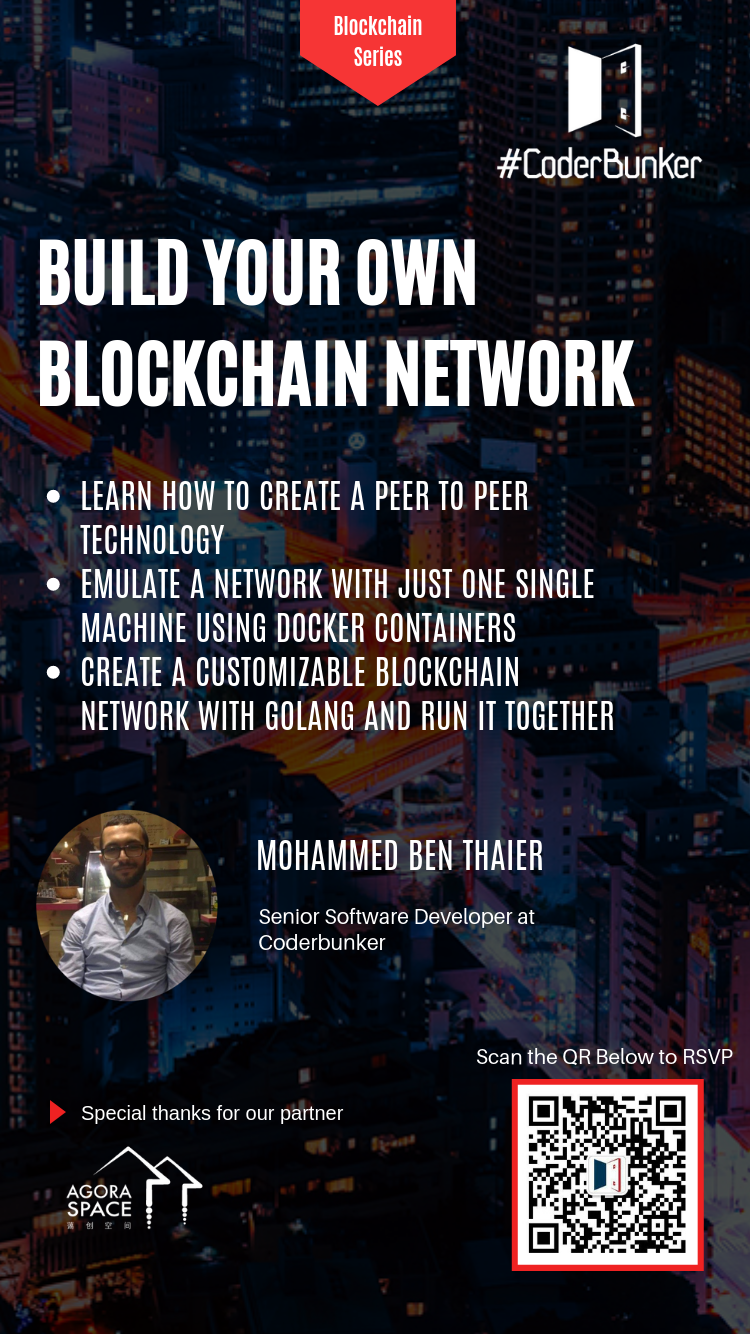 Blockchain
Series
#CoderBunker
BUILD YOUR OWN
BLOCKCHAIN NETWORK
LEARN HOW TO CREATE A PEER TO PEER
TECHNOLOGY
EMULATE A NETWORK WITH JUST ONE SINGLE
MACHINE USING DOCKER CONTAINERS
CREATE A CUSTOMIZABLE BLOCKCHAIN
NETWORK WITH GOLANG AND RUN IT TOGETHER
MOHAMMED BEN THAIER
Senior Software Developer at
Coderbunker
Scan the QR Below to RSVP
Special thanks for our partner
AGORA
SPACE
创空间